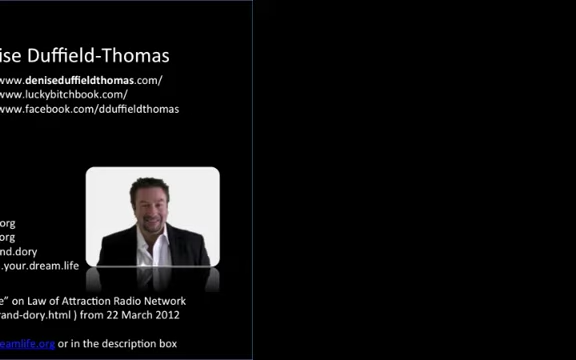 ise Duffield-Thomas
www.deniseduffieldthomas.com/
www.luckybitchbook.com/
www.facebook.com/dduffieldthomas
org
org
nd.dory
.your.dream.life
e” on Law of Attraction Radio Network
rand-dory.html ) from 22 March 2012
eamlife.org or in the description box